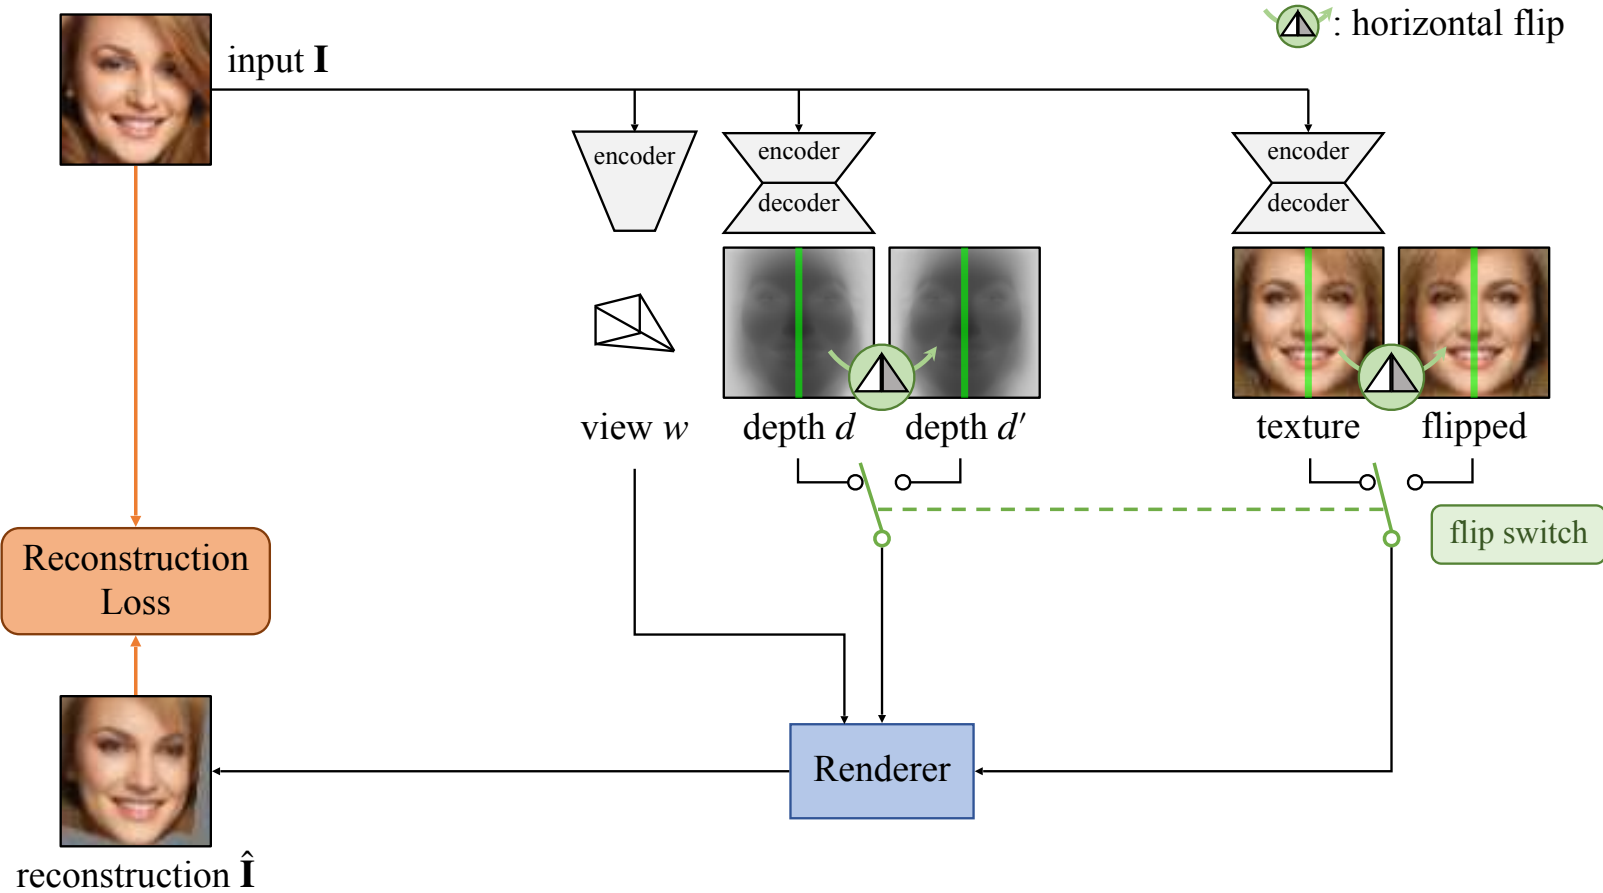 : horizontal flip
input I
encoder
encoder
decoder
encoder
decoder
view w
depth d
depth d′
texture
flipped
flip switch
Reconstruction
Loss
Renderer
reconstruction Î